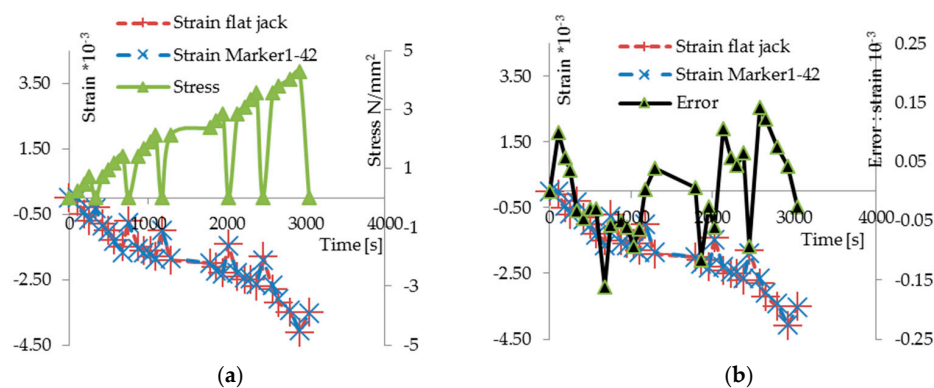 Strain flat jack
Strain Marker1-42
Stress
Strain *10⁻³
3.50
1.50
-0.50
-2.50
-4.50
0
1000
2000
3000
4000
Time [s]
5
3
1
-1
-3
-5
Stress N/mm²
(a)
Strain flat jack
Strain Marker1-42
Error
Strain *10⁻³
3.50
1.50
-0.50
-2.50
-4.50
0
1000
2000
3000
4000
Time [s]
0.25
0.15
0.05
-0.05
-0.15
-0.25
Error : strain 10⁻³
(b)